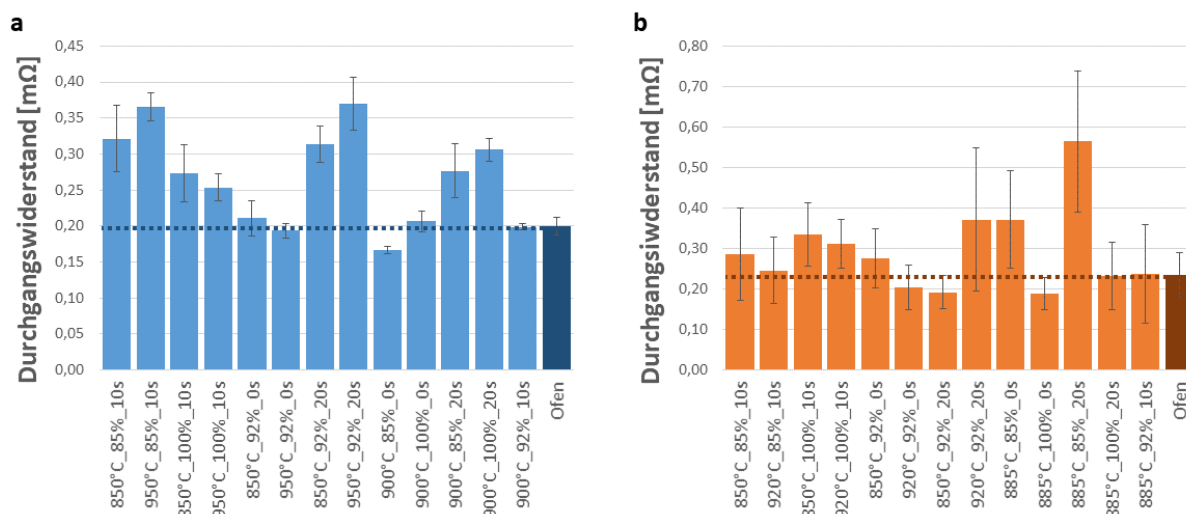 a
Durchgangswiderstand [mΩ]
0,45
0,40
0,35
0,30
0,25
0,20
0,15
0,10
0,05
0,00
850°C_85%_10s
950°C_85%_10s
850°C_100%_10s
950°C_100%_10s
850°C_92%_0s
950°C_92%_0s
850°C_92%_20s
950°C_92%_20s
900°C_85%_0s
900°C_100%_0s
900°C_85%_20s
900°C_100%_20s
900°C_92%_10s
Ofen
b
Durchgangsiwderstand [mΩ]
0,80
0,70
0,60
0,50
0,40
0,30
0,20
0,10
0,00
850°C_85%_10s
920°C_85%_10s
850°C_100%_10s
920°C_100%_10s
850°C_92%_0s
920°C_92%_0s
850°C_92%_20s
920°C_92%_20s
885°C_85%_0s
885°C_100%_0s
885°C_85%_20s
885°C_100%_20s
885°C_92%_10s
Ofen